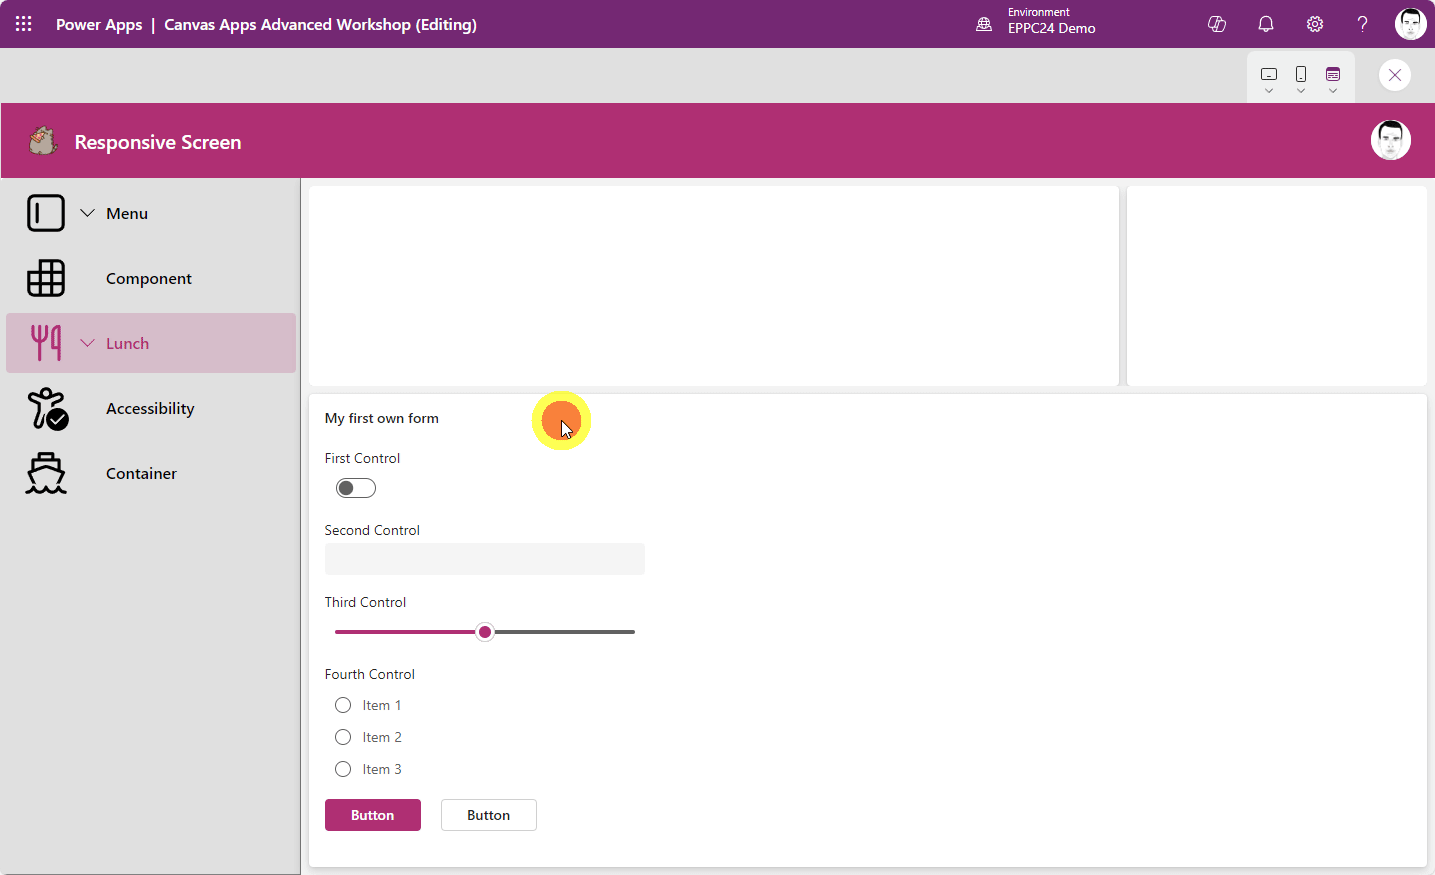 Power Apps | Canvas Apps Advanced Workshop (Editing)
Environment
EPPC24 Demo
Responsive Screen
Menu
Component
Lunch
Accessibility
Container
My first own form
First Control
Second Control
Third Control
Fourth Control
Item 1
Item 2
Item 3
Button Button